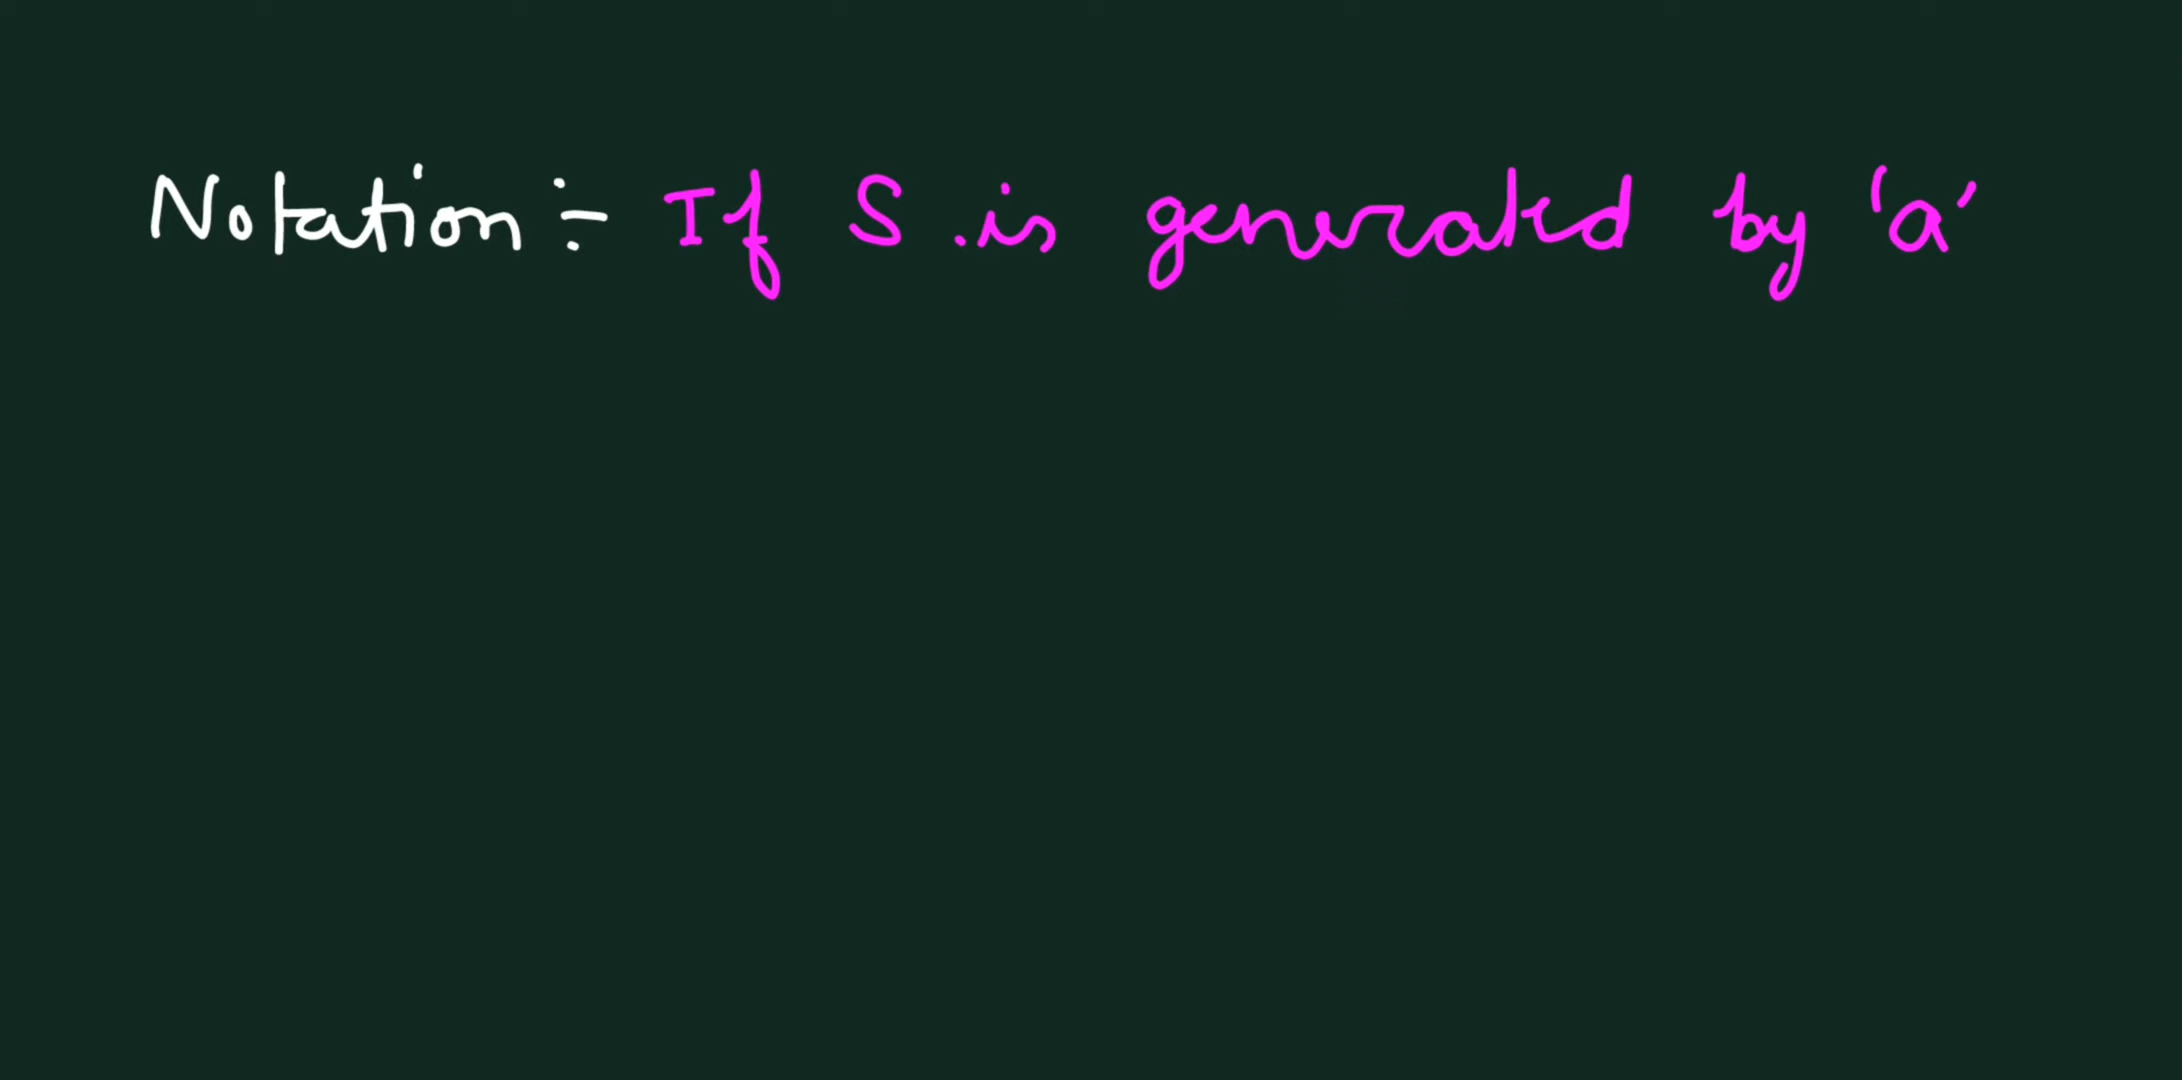 Notation :- If S is generated by 'a'